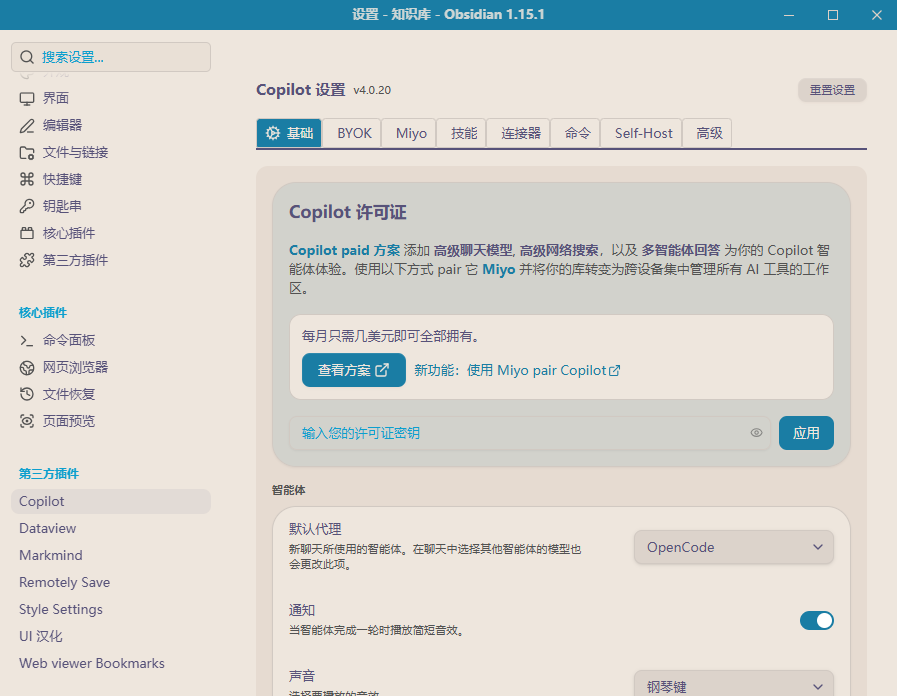 设置 - 知识库 - Obsidian 1.15.1
搜索设置...
界面
编辑器
文件与链接
快捷键
钥匙串
核心插件
第三方插件
核心插件
命令面板
网页浏览器
文件恢复
页面预览
第三方插件
Copilot
Dataview
Markmind
Remotely Save
Style Settings
UI 汉化
Web viewer Bookmarks
Copilot 设置 v4.0.20
重置设置
基础 BYOK Miyo 技能 连接器 命令 Self-Host 高级
Copilot 许可证
Copilot paid 方案 添加 高级聊天模型, 高级网络搜索，以及 多智能体回答 为你的 Copilot 智
能体体验。使用以下方式 pair 它 Miyo 并将你的库转变为跨设备集中管理所有 AI 工具的工作
区。
每月只需几美元即可全部拥有。
查看方案 新功能：使用 Miyo pair Copilot
输入您的许可证密钥
应用
智能体
默认代理
新聊天所使用的智能体。在聊天中选择其他智能体的模型也
会更改此项。
OpenCode
通知
当智能体完成一轮时播放简短音效。
声音
选择要播放的音效
钢琴键